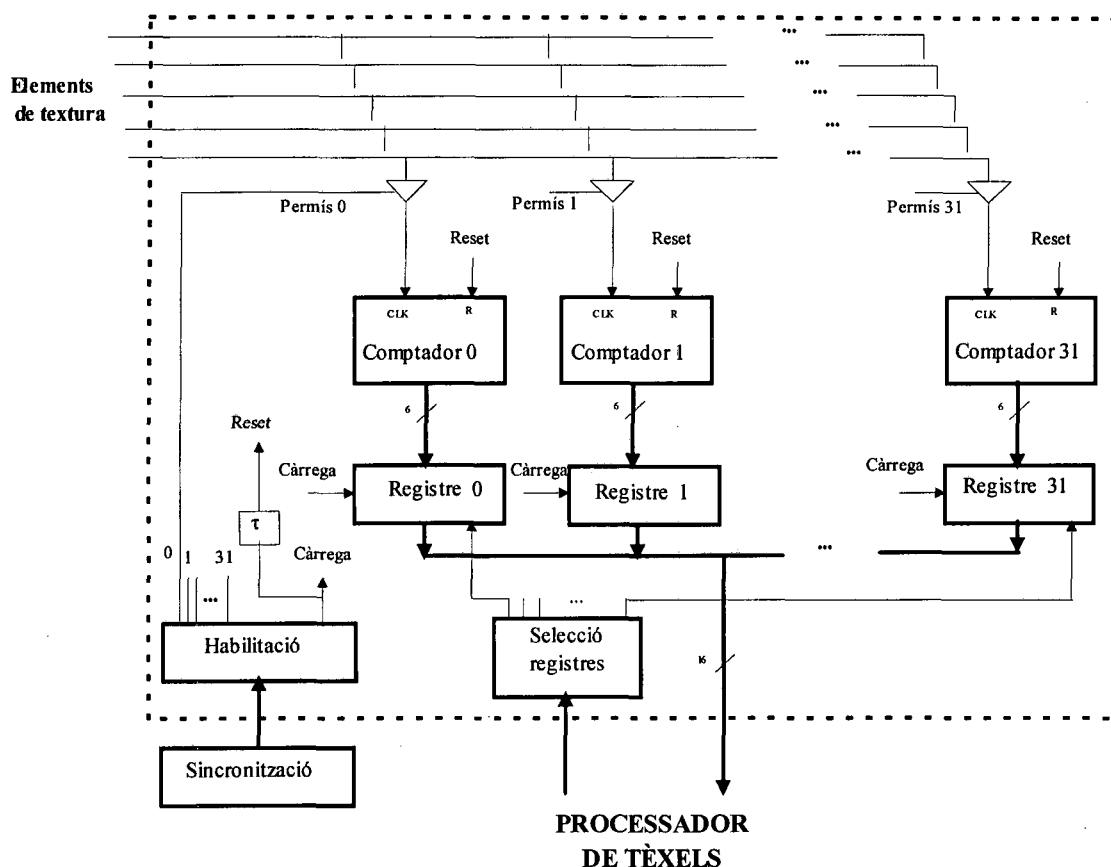 ...
...
...
...
...
Elements
de textura
Permís 0
Permís 1
Permís 31
Reset
Reset
Reset
CLK R
CLK R
CLK R
Comptador 0
Comptador 1
Comptador 31
6
6
6
Reset
Càrrega
Càrrega
Càrrega
Registre 0
Registre 1
Registre 31
τ
0
1
31
Càrrega
...
...
...
Habilitació
Selecció
registres
16
Sincronització
PROCESSADOR
DE TÈXELS